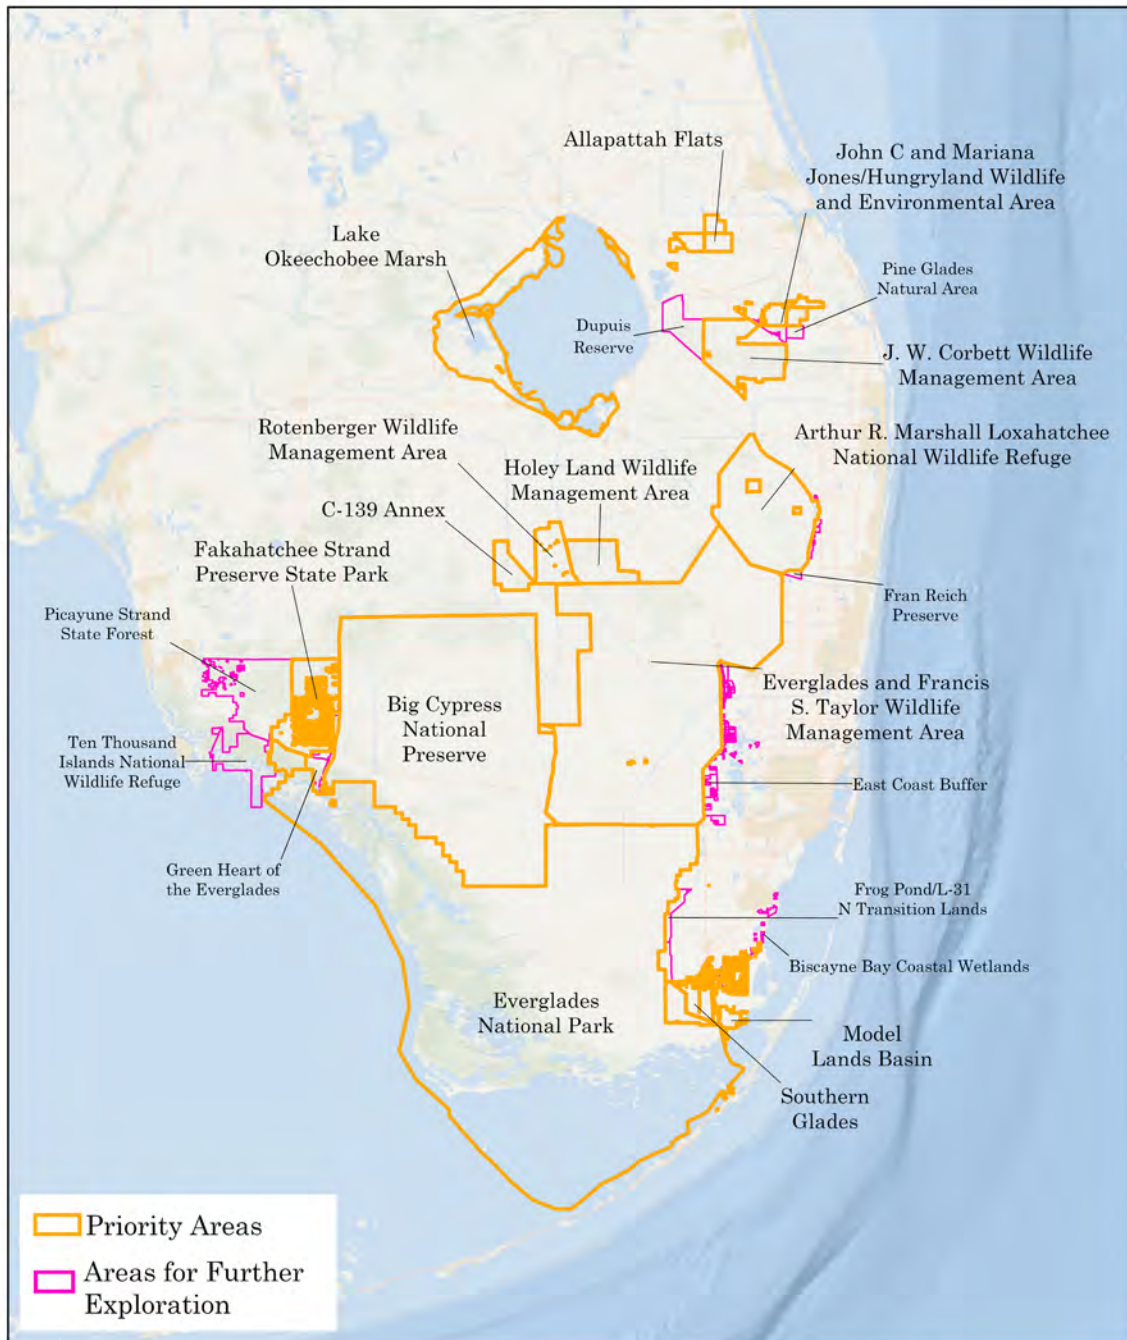 Allapattah Flats
John C and Mariana
Jones/Hungryland Wildlife
and Environmental Area
Lake
Okeechobee Marsh
Pine Glades
Natural Area
Dupuis
Reserve
J. W. Corbett Wildlife
Management Area
Rotenberger Wildlife
Management Area
Arthur R. Marshall Loxahatchee
National Wildlife Refuge
Holey Land Wildlife
Management Area
C-139 Annex
Fakahatchee Strand
Preserve State Park
Fran Reich
Preserve
Picayune Strand
State Forest
Everglades and Francis
S. Taylor Wildlife
Management Area
Big Cypress
National
Preserve
Ten Thousand
Islands National
Wildlife Refuge
East Coast Buffer
Green Heart of
the Everglades
Frog Pond/L-31
N Transition Lands
Biscayne Bay Coastal Wetlands
Everglades
National Park
Model
Lands Basin
Southern
Glades
Priority Areas
Areas for Further
Exploration